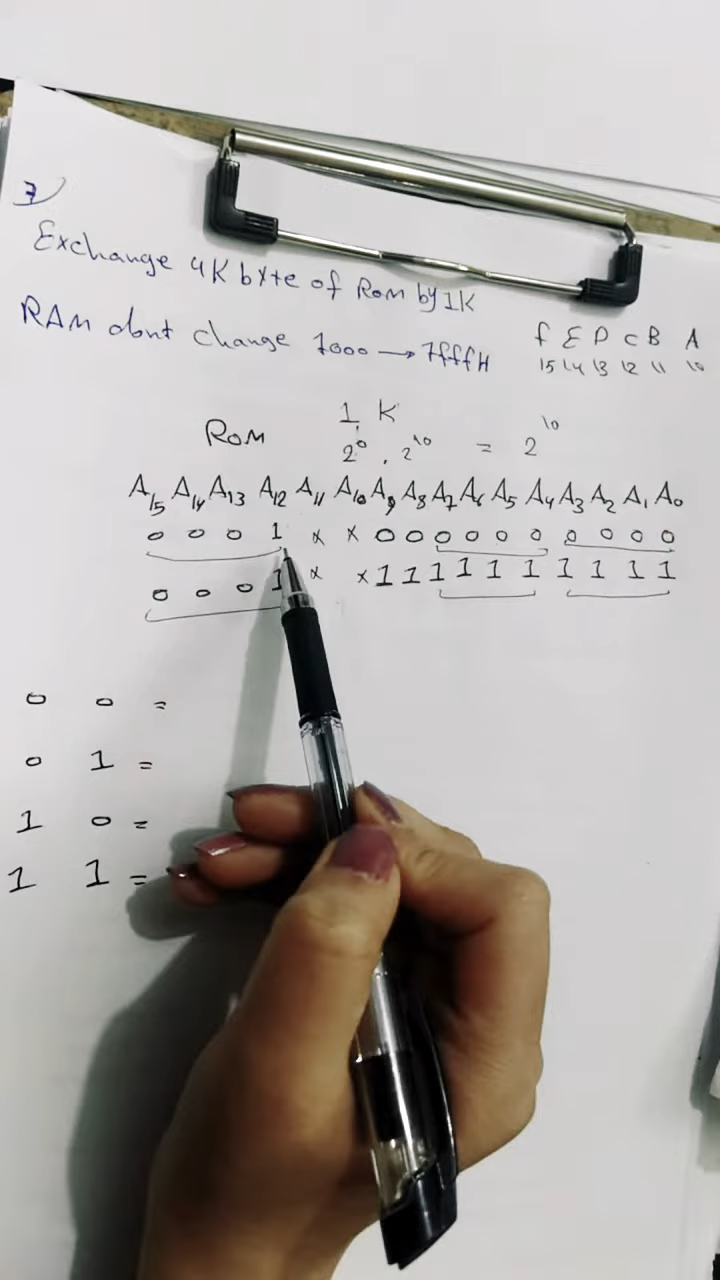 7
Exchange 4K byte of Rom by 1K
RAM dont change 7000 → 7fffH
f E D C B A
15 14 13 12 11 10
ROM
1 K
2⁰ . 2¹⁰ = 2¹⁰
A15 A14 A13 A12 A11 A10 A9 A8 A7 A6 A5 A4 A3 A2 A1 A0
0 0 0 1 x x 0 0 0 0 0 0 0 0 0 0
0 0 0 1 x x 1 1 1 1 1 1 1 1 1 1
0 0 =
0 1 =
1 0 =
1 1 =